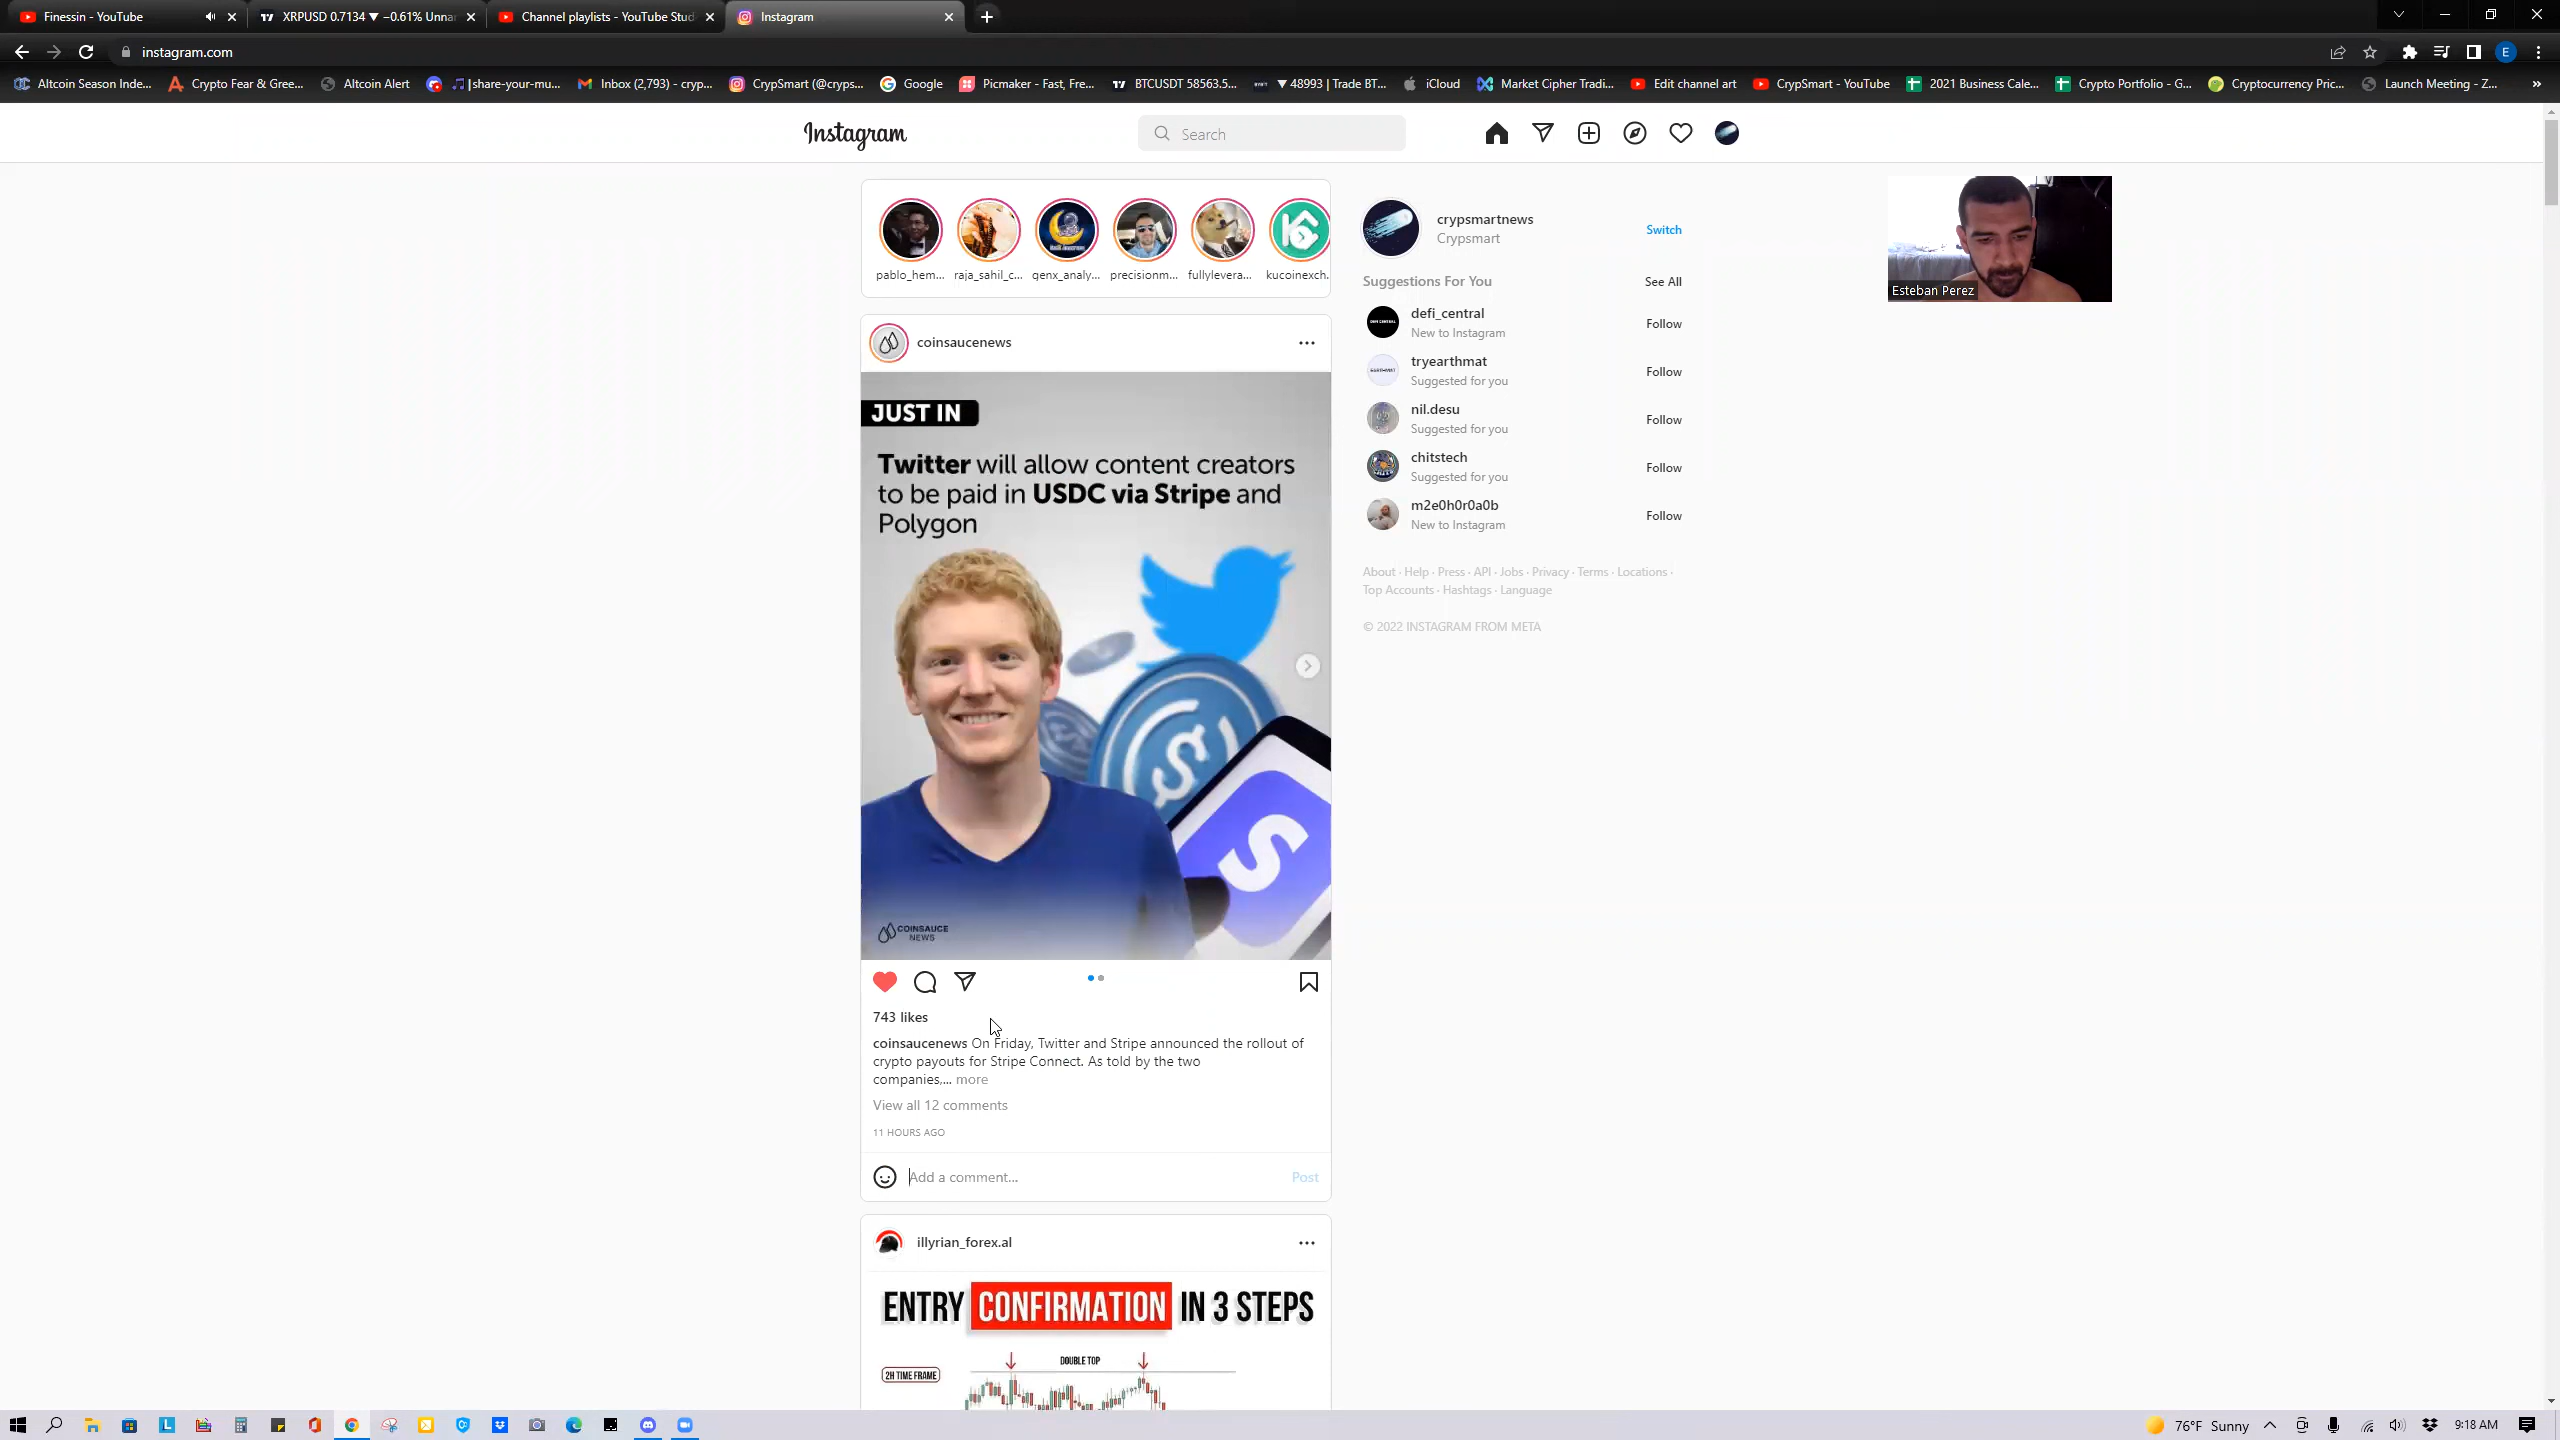 Finessin - YouTube
XRPUSD 0.7134 ▼ −0.61% Unna
Channel playlists - YouTube Stud
Instagram
instagram.com
E
Altcoin Season Inde...
Crypto Fear & Gree...
Altcoin Alert
🎵|share-your-mu...
Inbox (2,793) - cryp...
CrypSmart (@cryps...
Google
Picmaker - Fast, Fre...
BTCUSDT 58563.5...
▼ 48993 | Trade BT...
iCloud
Market Cipher Tradi...
Edit channel art
CrypSmart - YouTube
2021 Business Cale...
Crypto Portfolio - G...
Cryptocurrency Pric...
Launch Meeting - Z...
»
Instagram
Search
pablo_hem...
raja_sahil_c...
genx_analy...
precisionm...
fullylevera...
kucoinexch.
crypsmartnews
Crypsmart
Switch
Suggestions For You
See All
defi_central
New to Instagram
Follow
tryearthmat
Suggested for you
Follow
nil.desu
Suggested for you
Follow
chitstech
Suggested for you
Follow
m2e0h0r0a0b
New to Instagram
Follow
About · Help · Press · API · Jobs · Privacy · Terms · Locations ·
Top Accounts · Hashtags · Language
© 2022 INSTAGRAM FROM META
Esteban Perez
coinsaucenews
JUST IN
Twitter will allow content creators
to be paid in USDC via Stripe and
Polygon
S
COINSAUCE
NEWS
743 likes
coinsaucenews On Friday, Twitter and Stripe announced the rollout of
crypto payouts for Stripe Connect. As told by the two
companies,... more
View all 12 comments
11 HOURS AGO
Add a comment...
Post
illyrian_forex.al
ENTRY CONFIRMATION IN 3 STEPS
DOUBLE TOP
2H TIME FRAME
76°F Sunny
9:18 AM